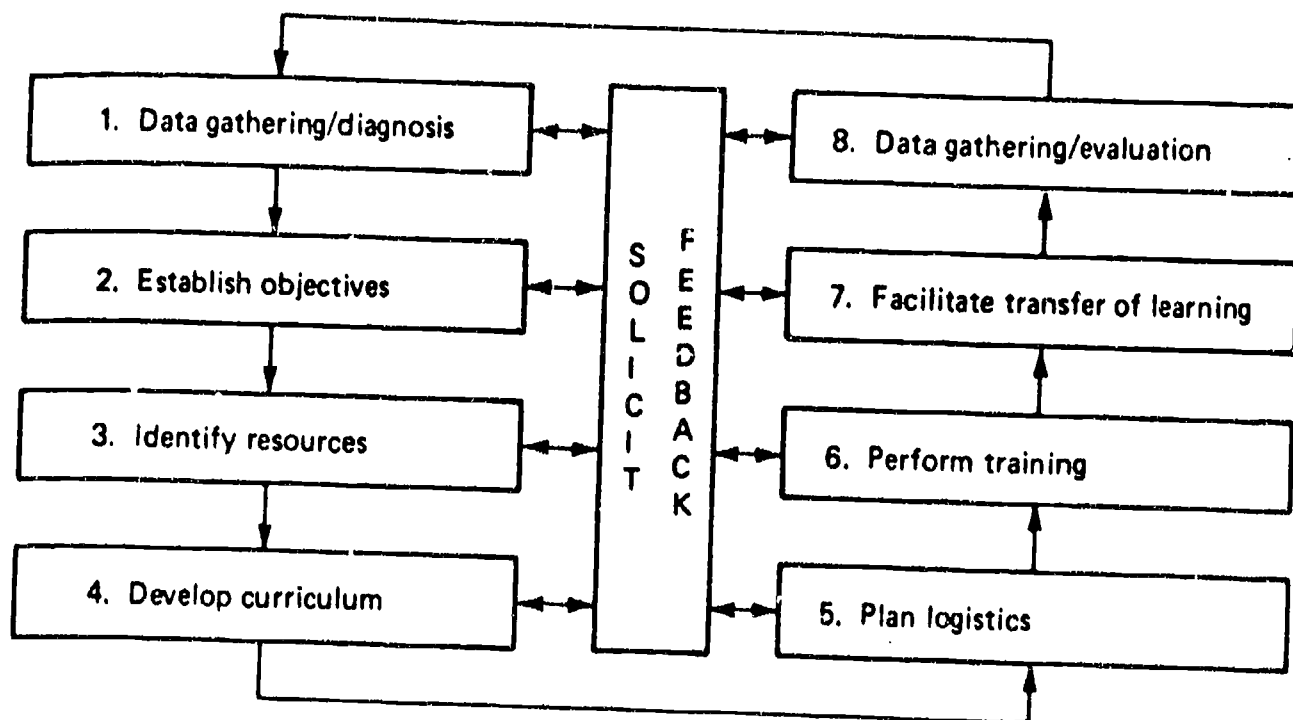 1. Data gathering/diagnosis
2. Establish objectives
3. Identify resources
4. Develop curriculum
SOLICIT
FEEDBACK
8. Data gathering/evaluation
7. Facilitate transfer of learning
6. Perform training
5. Plan logistics